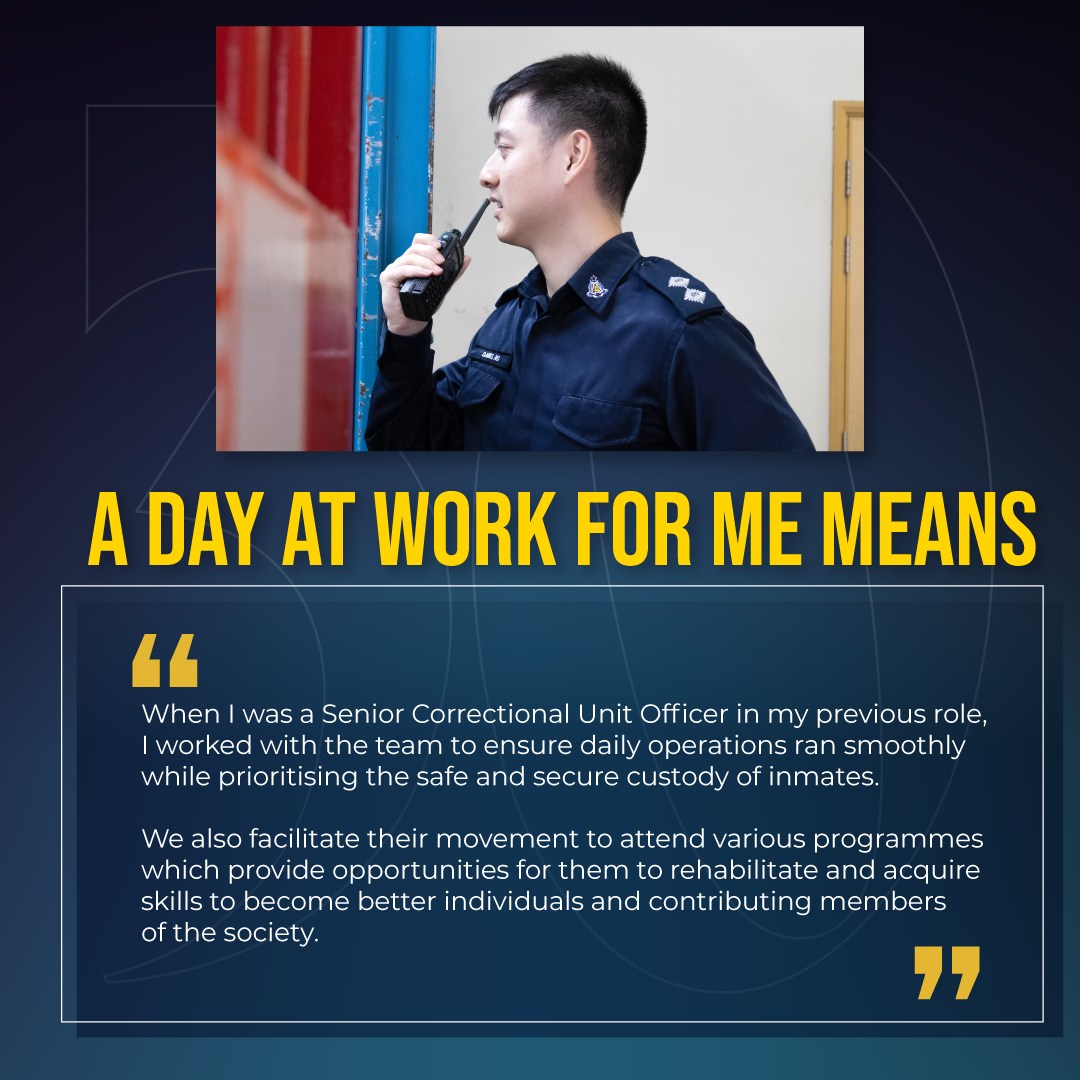 A DAY AT WORK FOR ME MEANS
“
When I was a Senior Correctional Unit Officer in my previous role,
I worked with the team to ensure daily operations ran smoothly
while prioritising the safe and secure custody of inmates.
We also facilitate their movement to attend various programmes
which provide opportunities for them to rehabilitate and acquire
skills to become better individuals and contributing members
of the society.
”